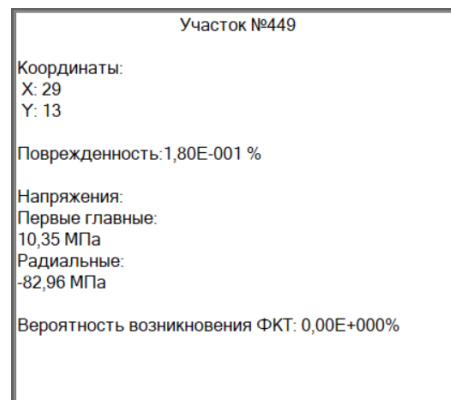 Участок №449
Координаты:
X: 29
Y: 13
Поврежденность:1,80E-001 %
Напряжения:
Первые главные:
10,35 МПа
Радиальные:
-82,96 МПа
Вероятность возникновения ФКТ: 0,00E+000%